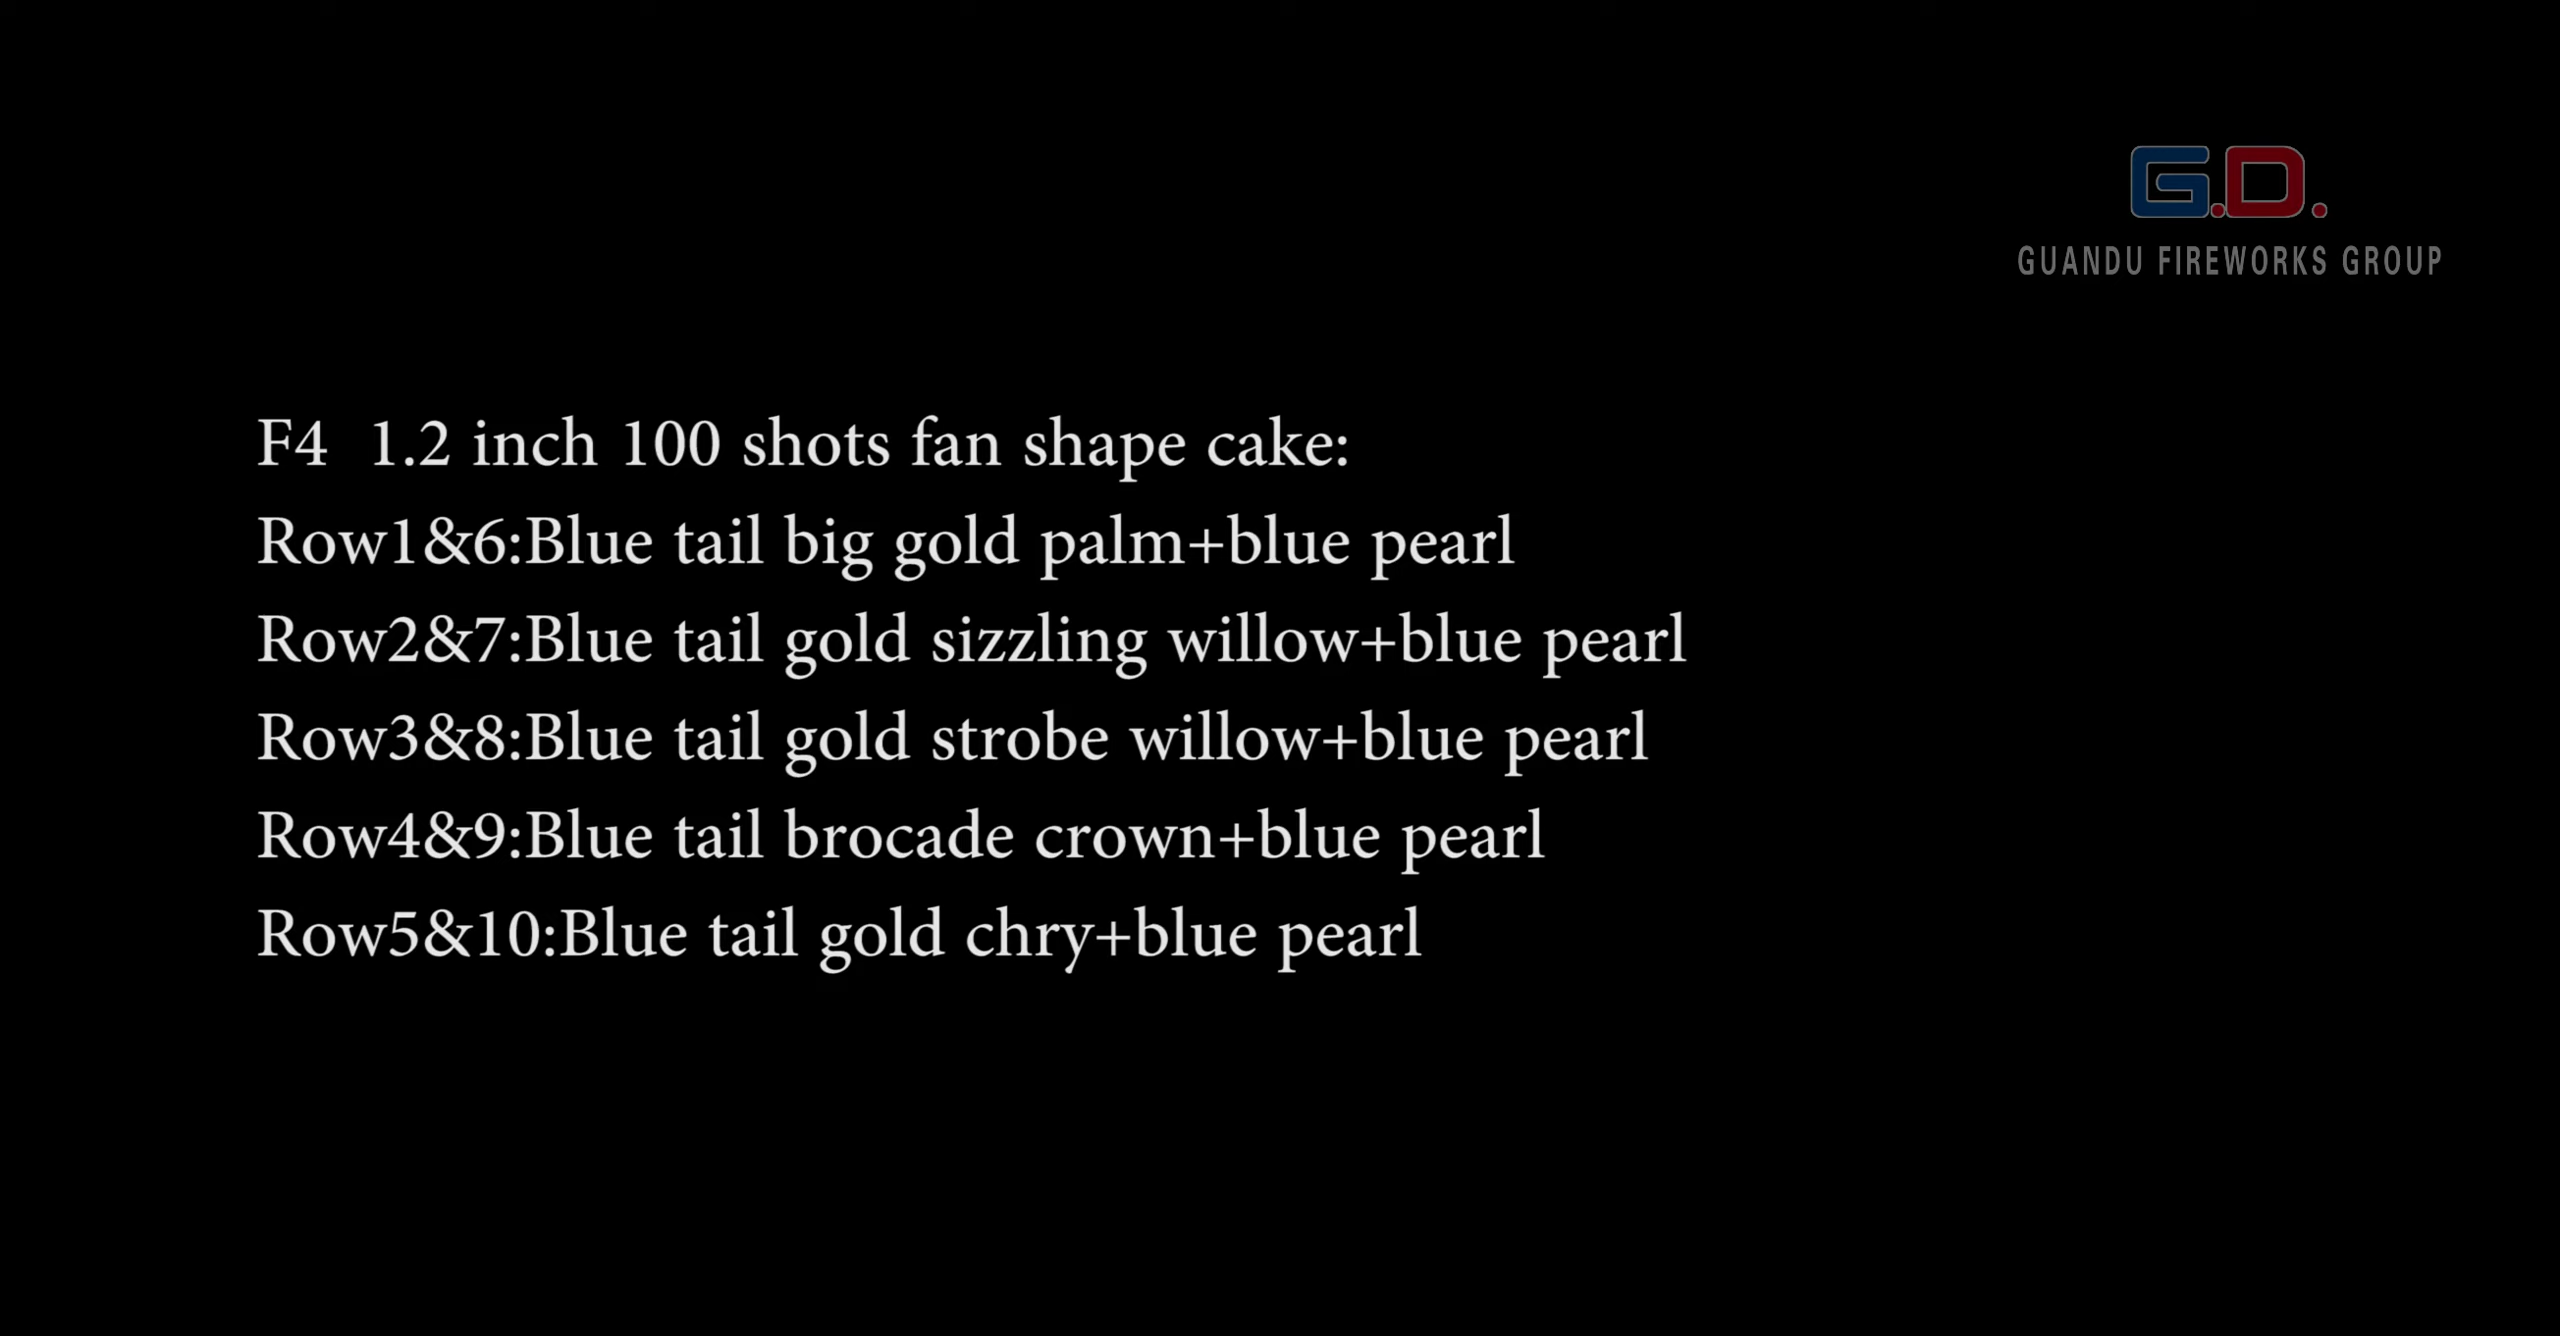 G.D.
GUANDU FIREWORKS GROUP
F4  1.2 inch 100 shots fan shape cake:
Row1&6:Blue tail big gold palm+blue pearl
Row2&7:Blue tail gold sizzling willow+blue pearl
Row3&8:Blue tail gold strobe willow+blue pearl
Row4&9:Blue tail brocade crown+blue pearl
Row5&10:Blue tail gold chry+blue pearl